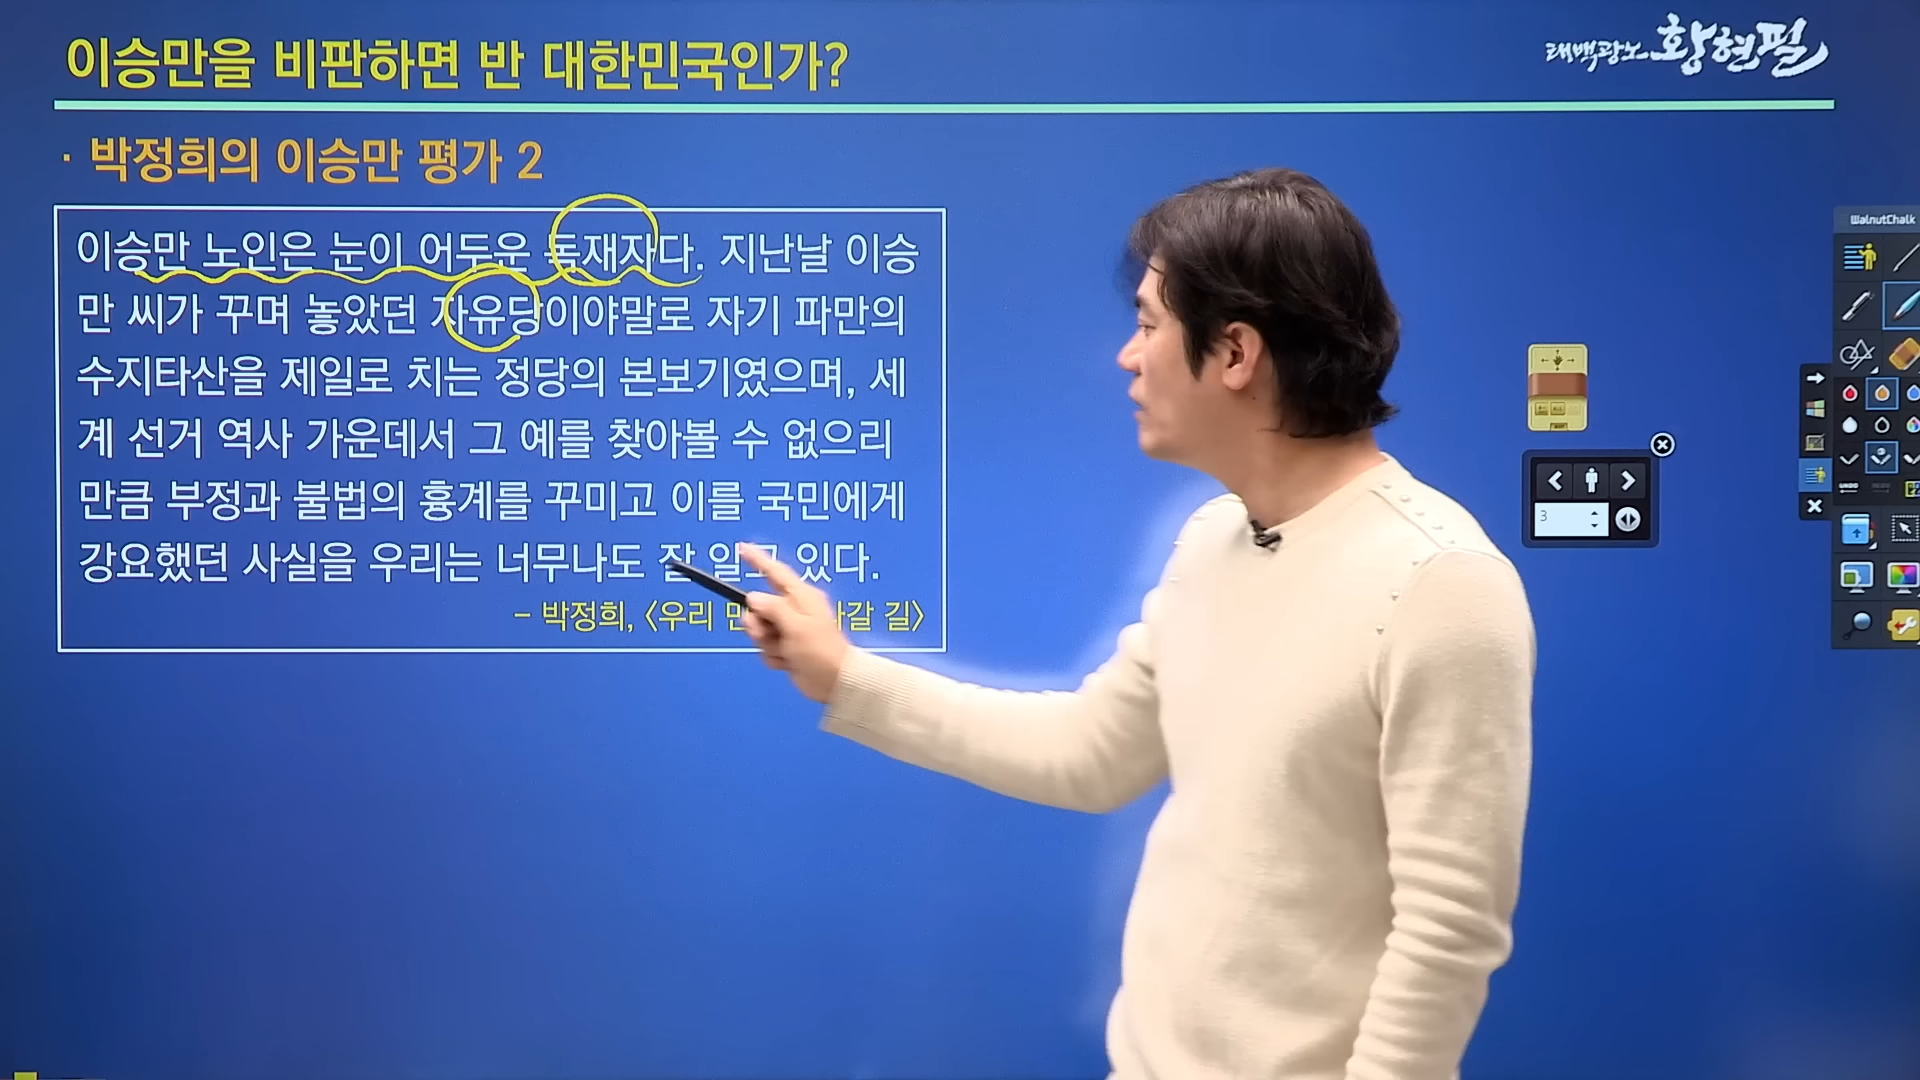 이승만을 비판하면 반 대한민국인가?
태백광노 황현필
· 박정희의 이승만 평가 2
이승만 노인은 눈이 어두운 독재자다. 지난날 이승
만 씨가 꾸며 놓았던 자유당이야말로 자기 파만의
수지타산을 제일로 치는 정당의 본보기였으며, 세
계 선거 역사 가운데서 그 예를 찾아볼 수 없으리
만큼 부정과 불법의 흉계를 꾸미고 이를 국민에게
강요했던 사실을 우리는 너무나도 잘 알고 있다.
– 박정희, 〈우리 나갈 길〉
WalnutChalk
3
UNDO